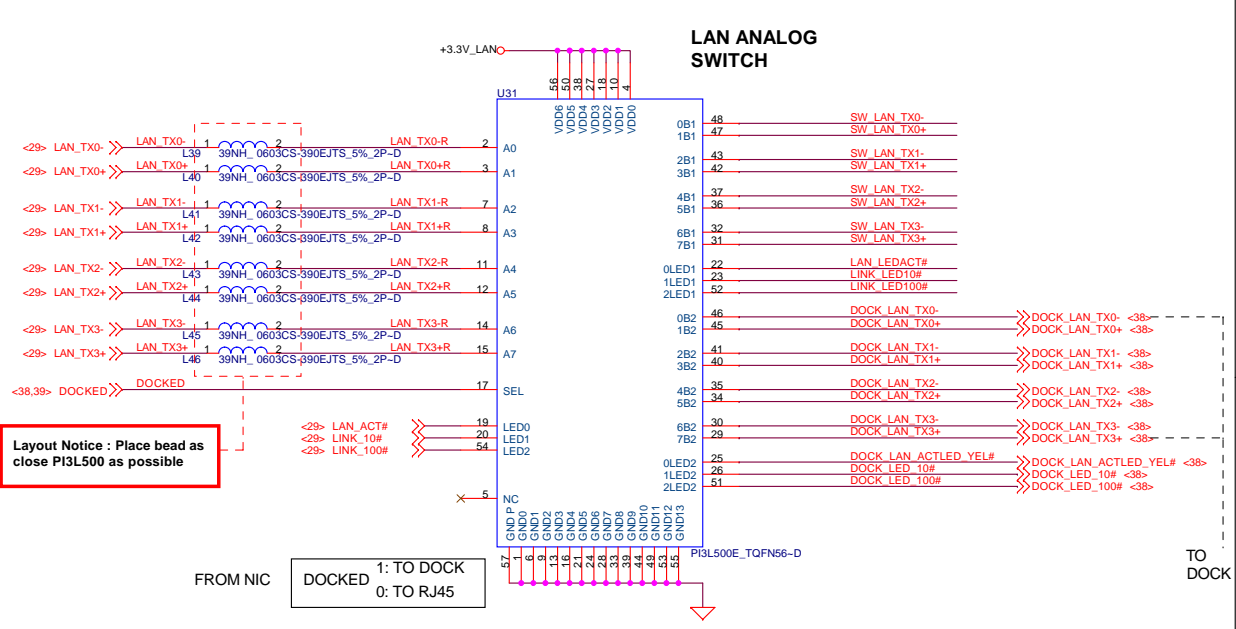 LAN ANALOG
SWITCH
+3.3V_LAN
U31
56 50 38 27 18 10 4
VDD6 VDD5 VDD4 VDD3 VDD2 VDD1 VDD0
<29> LAN_TX0- LAN_TX0- 1 2 LAN_TX0-R 2 A0
L39 39NH_ 0603CS-390EJTS_5%_2P~D
<29> LAN_TX0+ LAN_TX0+ 1 2 LAN_TX0+R 3 A1
L40 39NH_ 0603CS-390EJTS_5%_2P~D
<29> LAN_TX1- LAN_TX1- 1 2 LAN_TX1-R 7 A2
L41 39NH_ 0603CS-390EJTS_5%_2P~D
<29> LAN_TX1+ LAN_TX1+ 1 2 LAN_TX1+R 8 A3
L42 39NH_ 0603CS-390EJTS_5%_2P~D
<29> LAN_TX2- LAN_TX2- 1 2 LAN_TX2-R 11 A4
L43 39NH_ 0603CS-390EJTS_5%_2P~D
<29> LAN_TX2+ LAN_TX2+ 1 2 LAN_TX2+R 12 A5
L44 39NH_ 0603CS-390EJTS_5%_2P~D
<29> LAN_TX3- LAN_TX3- 1 2 LAN_TX3-R 14 A6
L45 39NH_ 0603CS-390EJTS_5%_2P~D
<29> LAN_TX3+ LAN_TX3+ 1 2 LAN_TX3+R 15 A7
L46 39NH_ 0603CS-390EJTS_5%_2P~D
<38,39> DOCKED DOCKED 17 SEL
<29> LAN_ACT# 19 LED0
<29> LINK_10# 20 LED1
<29> LINK_100# 54 LED2
5 NC
Layout Notice : Place bead as
close PI3L500 as possible
0B1 48 SW_LAN_TX0-
1B1 47 SW_LAN_TX0+
2B1 43 SW_LAN_TX1-
3B1 42 SW_LAN_TX1+
4B1 37 SW_LAN_TX2-
5B1 36 SW_LAN_TX2+
6B1 32 SW_LAN_TX3-
7B1 31 SW_LAN_TX3+
0LED1 22 LAN_LEDACT#
1LED1 23 LINK_LED10#
2LED1 52 LINK_LED100#
0B2 46 DOCK_LAN_TX0- DOCK_LAN_TX0- <38>
1B2 45 DOCK_LAN_TX0+ DOCK_LAN_TX0+ <38>
2B2 41 DOCK_LAN_TX1- DOCK_LAN_TX1- <38>
3B2 40 DOCK_LAN_TX1+ DOCK_LAN_TX1+ <38>
4B2 35 DOCK_LAN_TX2- DOCK_LAN_TX2- <38>
5B2 34 DOCK_LAN_TX2+ DOCK_LAN_TX2+ <38>
6B2 30 DOCK_LAN_TX3- DOCK_LAN_TX3- <38>
7B2 29 DOCK_LAN_TX3+ DOCK_LAN_TX3+ <38>
0LED2 25 DOCK_LAN_ACTLED_YEL# DOCK_LAN_ACTLED_YEL# <38>
1LED2 26 DOCK_LED_10# DOCK_LED_10# <38>
2LED2 51 DOCK_LED_100# DOCK_LED_100# <38>
GND P GND0 GND1 GND2 GND3 GND4 GND5 GND6 GND7 GND8 GND9 GND10 GND11 GND12 GND13
57 1 6 9 13 16 21 24 28 33 39 44 49 53 55
PI3L500E_TQFN56~D
TO
DOCK
FROM NIC
DOCKED
1: TO DOCK
0: TO RJ45